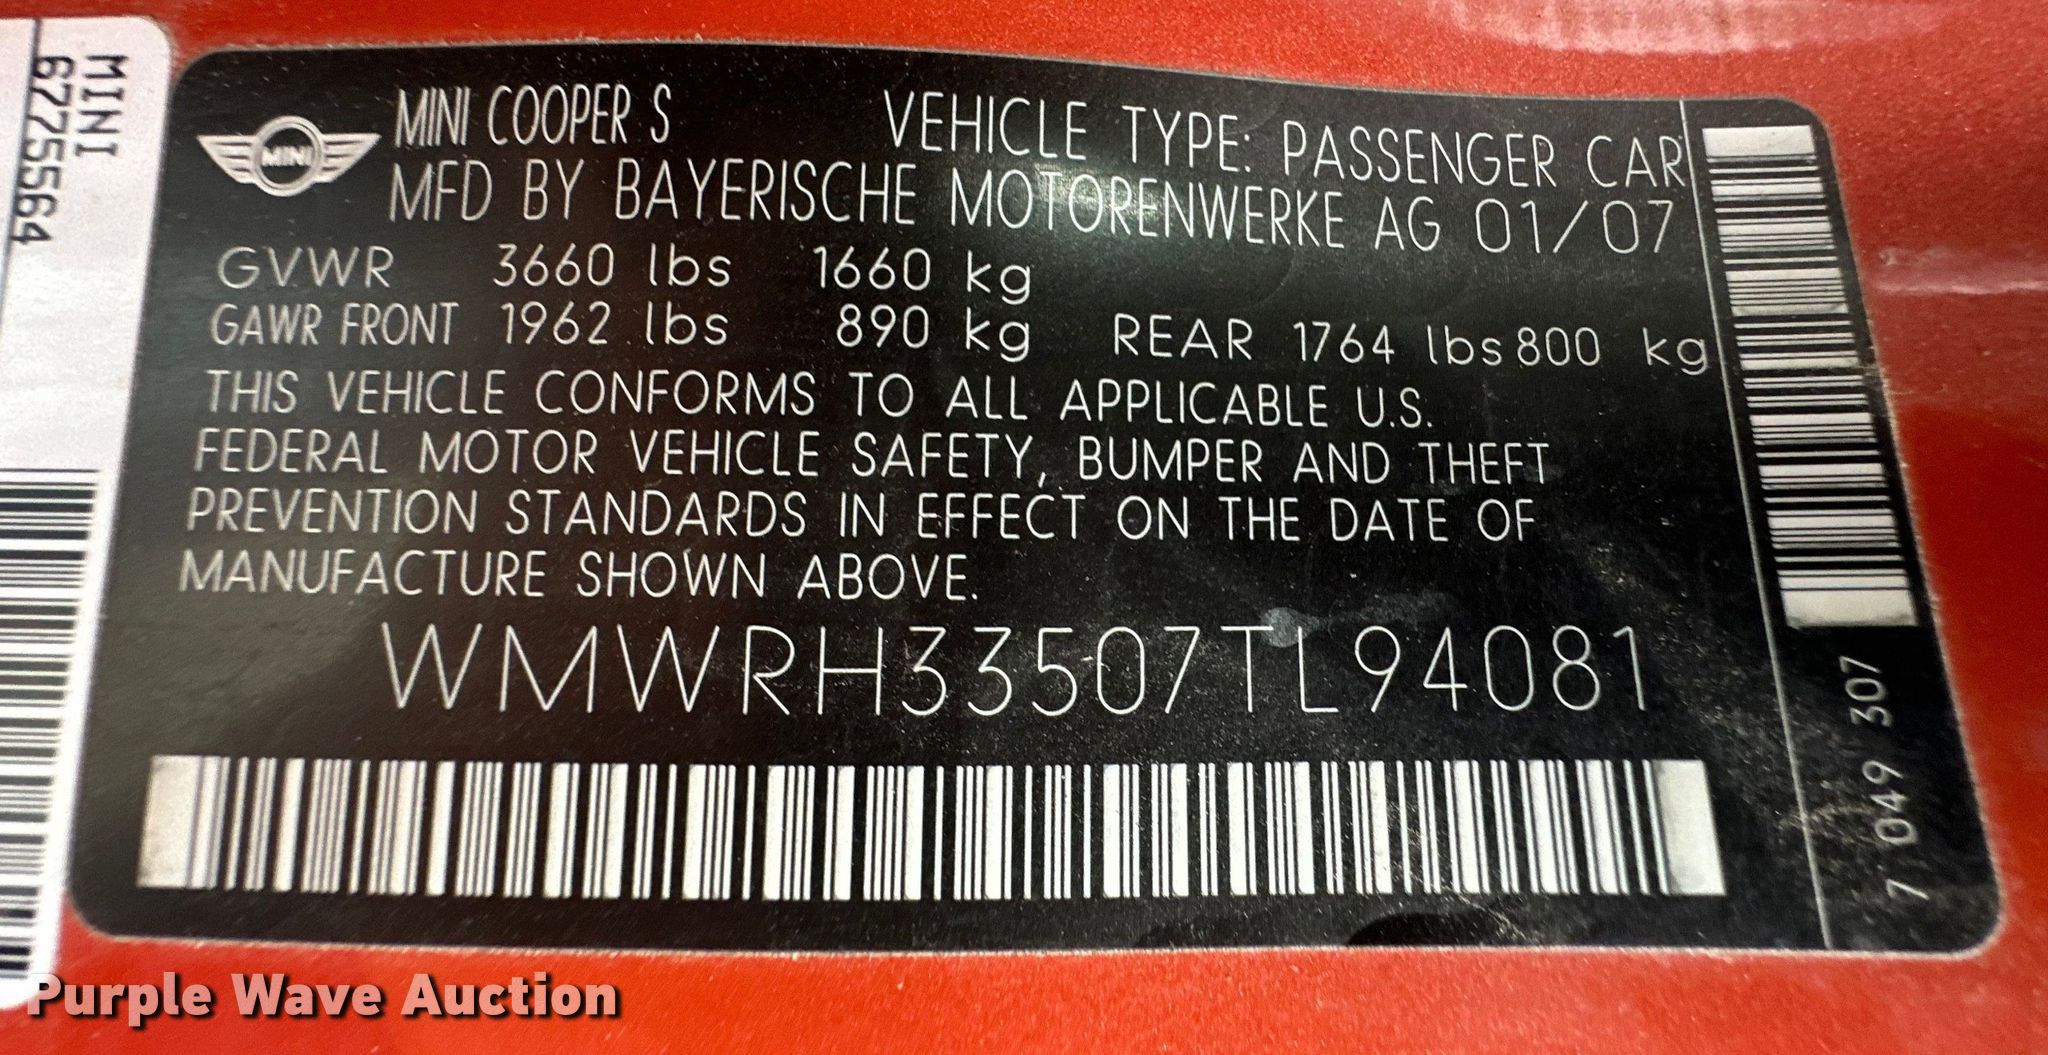 MINI
6775564
MINI
MINI COOPER S VEHICLE TYPE: PASSENGER CAR
MFD BY BAYERISCHE MOTORENWERKE AG 01/07
GVWR 3660 lbs 1660 kg
GAWR FRONT 1962 lbs 890 kg REAR 1764 lbs 800 kg
THIS VEHICLE CONFORMS TO ALL APPLICABLE U.S.
FEDERAL MOTOR VEHICLE SAFETY, BUMPER AND THEFT
PREVENTION STANDARDS IN EFFECT ON THE DATE OF
MANUFACTURE SHOWN ABOVE.
WMWRH33507TL94081
7 049 307
Purple Wave Auction